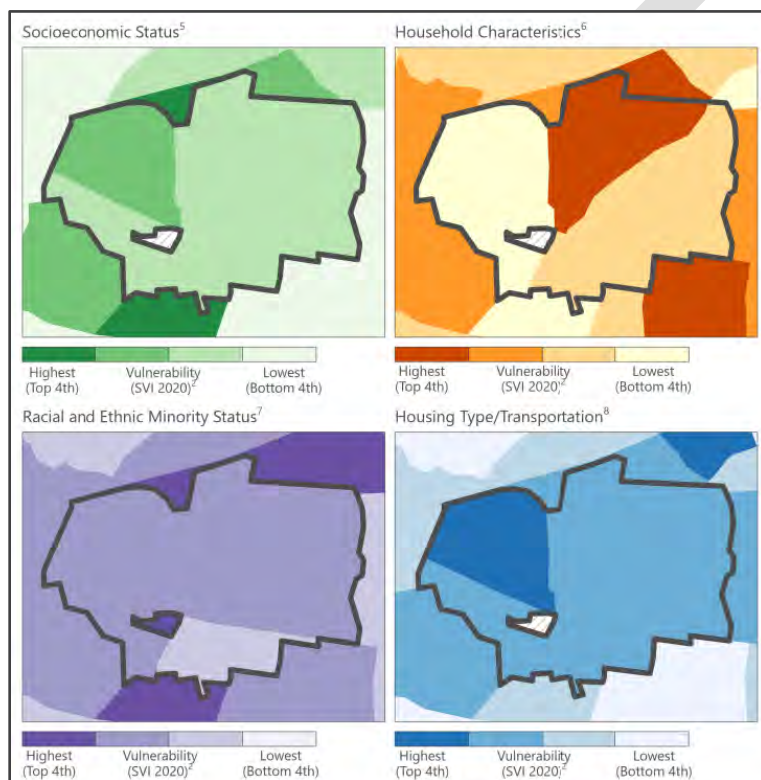 Socioeconomic Status5
Household Characteristics6
Highest
(Top 4th)
Vulnerability
(SVI 2020)2
Lowest
(Bottom 4th)
Highest
(Top 4th)
Vulnerability
(SVI 2020)2
Lowest
(Bottom 4th)
Racial and Ethnic Minority Status7
Housing Type/Transportation8
Highest
(Top 4th)
Vulnerability
(SVI 2020)2
Lowest
(Bottom 4th)
Highest
(Top 4th)
Vulnerability
(SVI 2020)2
Lowest
(Bottom 4th)